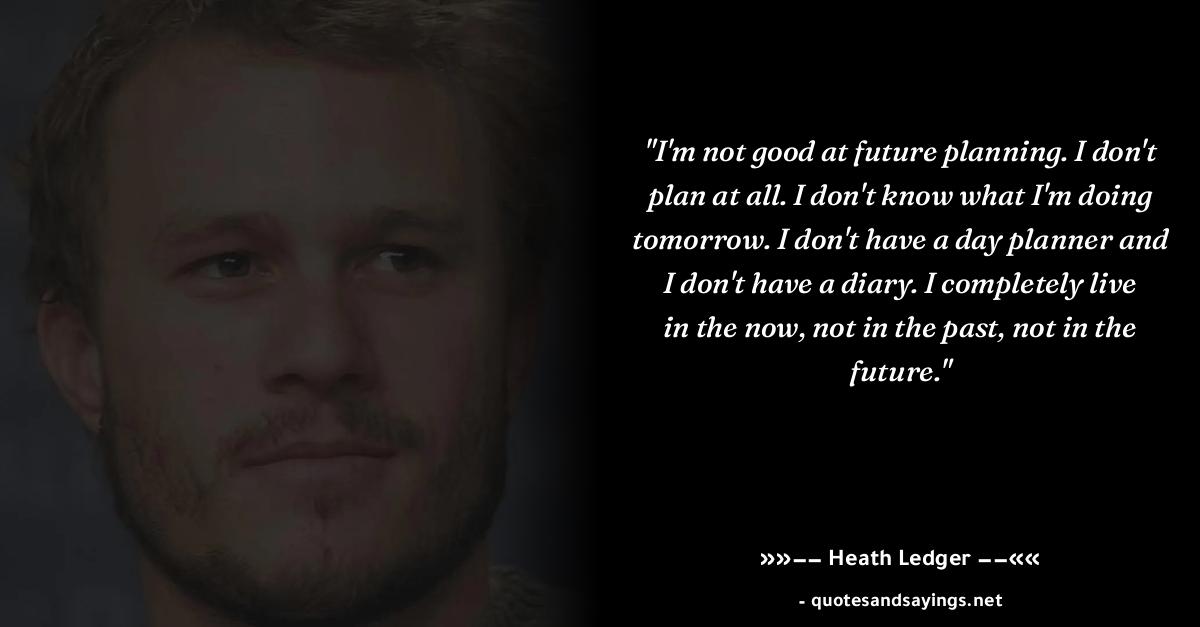 "I'm not good at future planning. I don't
plan at all. I don't know what I'm doing
tomorrow. I don't have a day planner and
I don't have a diary. I completely live
in the now, not in the past, not in the
future."
»»–– Heath Ledger ––««
- quotesandsayings.net